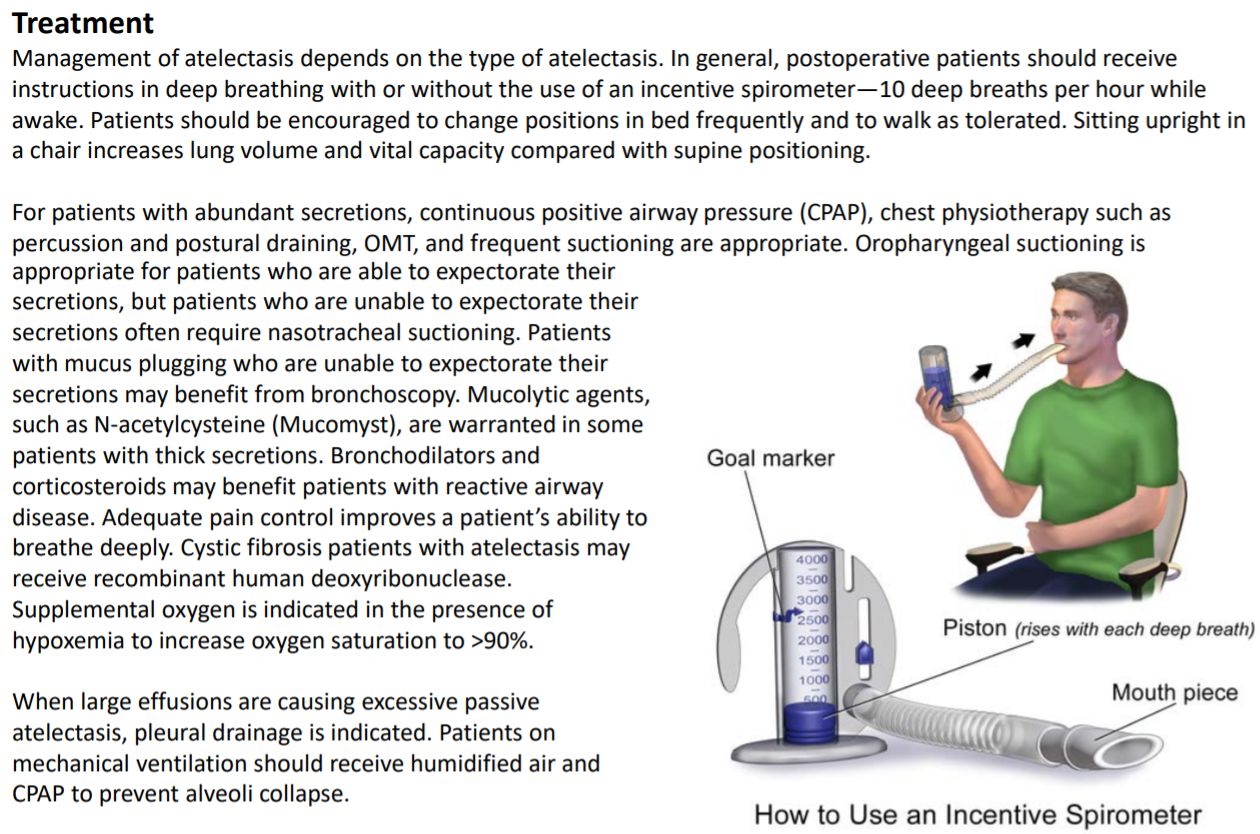 Treatment
Management of atelectasis depends on the type of atelectasis. In general, postoperative patients should receive
instructions in deep breathing with or without the use of an incentive spirometer—10 deep breaths per hour while
awake. Patients should be encouraged to change positions in bed frequently and to walk as tolerated. Sitting upright in
a chair increases lung volume and vital capacity compared with supine positioning.
For patients with abundant secretions, continuous positive airway pressure (CPAP), chest physiotherapy such as
percussion and postural draining, OMT, and frequent suctioning are appropriate. Oropharyngeal suctioning is
appropriate for patients who are able to expectorate their
secretions, but patients who are unable to expectorate their
secretions often require nasotracheal suctioning. Patients
with mucus plugging who are unable to expectorate their
secretions may benefit from bronchoscopy. Mucolytic agents,
such as N-acetylcysteine (Mucomyst), are warranted in some
patients with thick secretions. Bronchodilators and
corticosteroids may benefit patients with reactive airway
disease. Adequate pain control improves a patient’s ability to
breathe deeply. Cystic fibrosis patients with atelectasis may
receive recombinant human deoxyribonuclease.
Supplemental oxygen is indicated in the presence of
hypoxemia to increase oxygen saturation to >90%.
When large effusions are causing excessive passive
atelectasis, pleural drainage is indicated. Patients on
mechanical ventilation should receive humidified air and
CPAP to prevent alveoli collapse.
Goal marker
4000
3500
3000
2500
2000
1500
1000
500
Piston (rises with each deep breath)
Mouth piece
How to Use an Incentive Spirometer